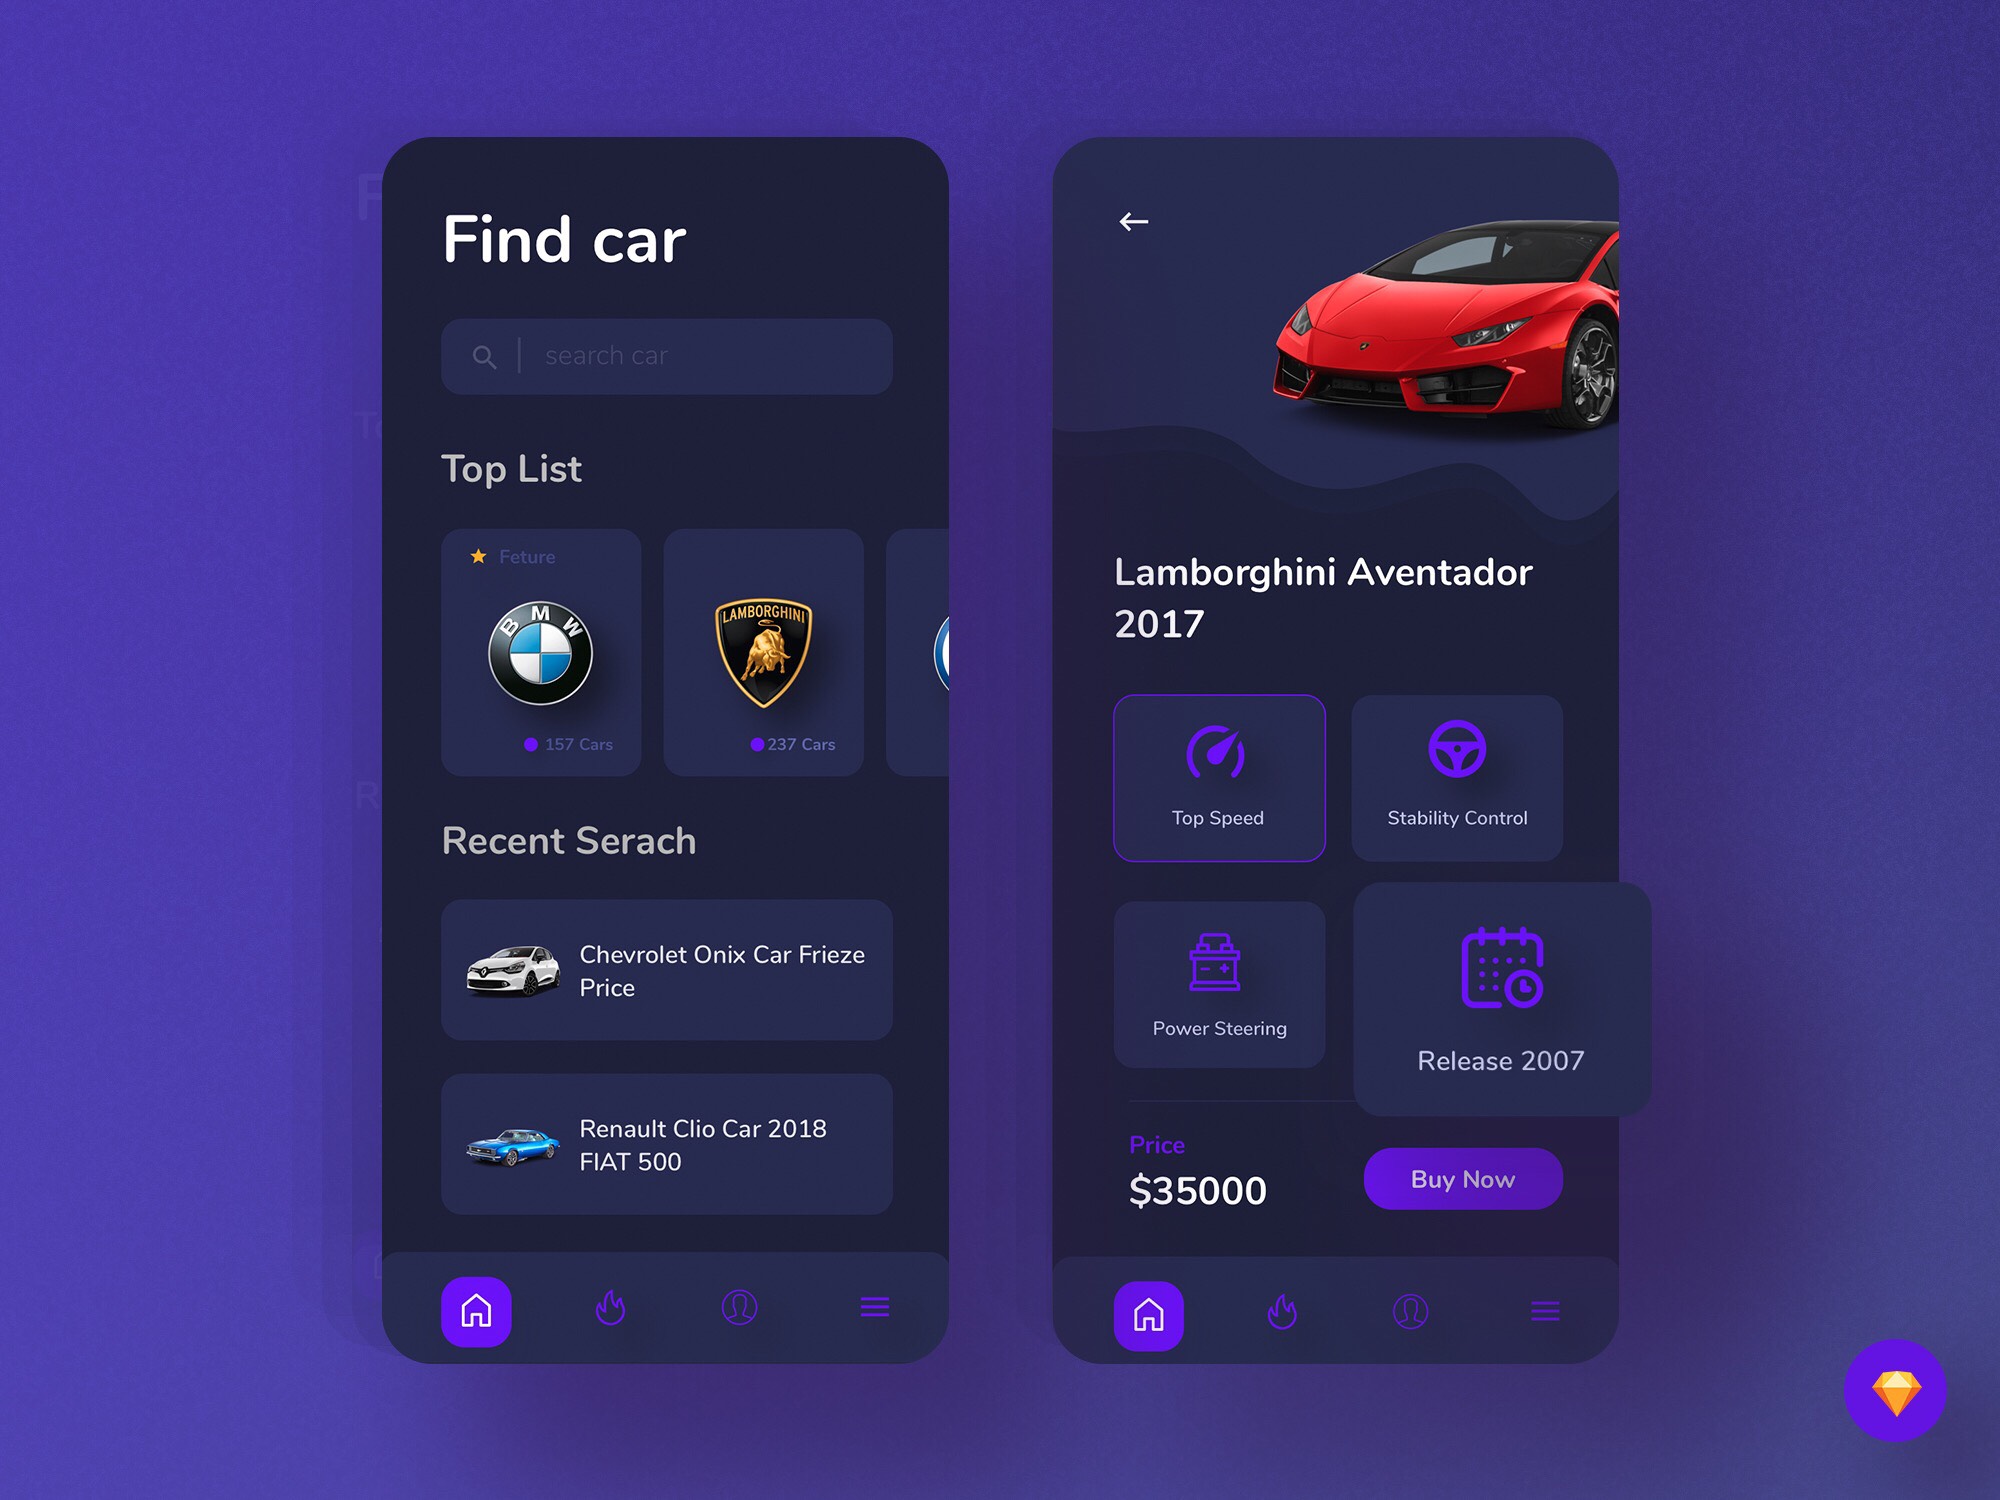 Find car
search car
Top List
Feture
BMW
157 Cars
LAMBORGHINI
237 Cars
Recent Serach
Chevrolet Onix Car Frieze
Price
Renault Clio Car 2018
FIAT 500
Lamborghini Aventador
2017
Top Speed
Stability Control
Power Steering
Release 2007
Price
$35000
Buy Now